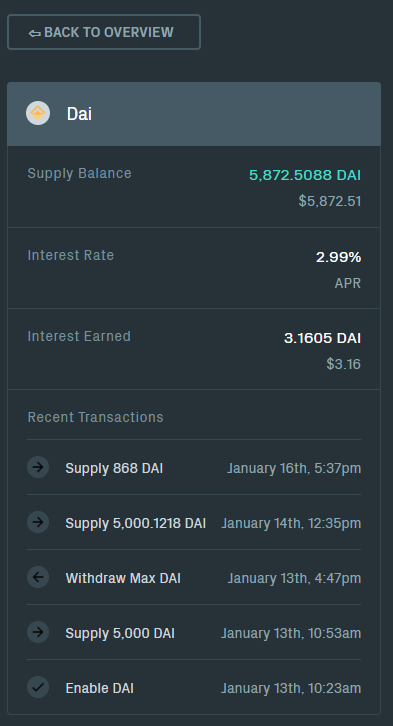 ⇦ BACK TO OVERVIEW
Dai
Supply Balance 5,872.5088 DAI
$5,872.51
Interest Rate 2.99%
APR
Interest Earned 3.1605 DAI
$3.16
Recent Transactions
Supply 868 DAI January 16th, 5:37pm
Supply 5,000.1218 DAI January 14th, 12:35pm
Withdraw Max DAI January 13th, 4:47pm
Supply 5,000 DAI January 13th, 10:53am
Enable DAI January 13th, 10:23am